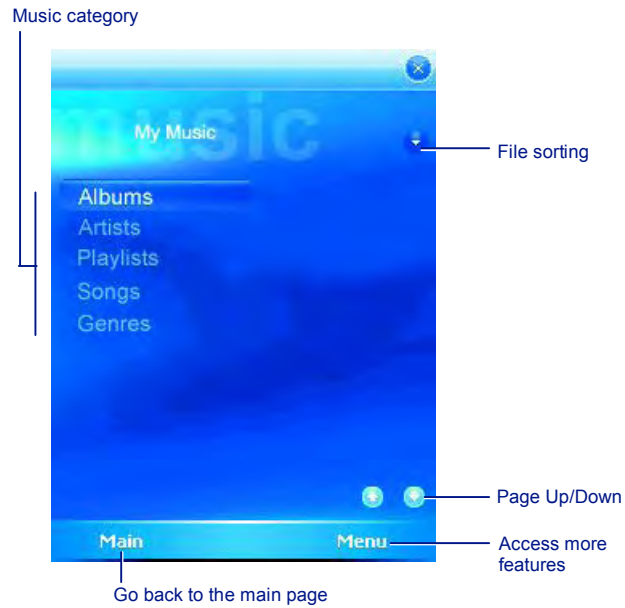 Music category
music
My Music
File sorting
Albums
Artists
Playlists
Songs
Genres
Page Up/Down
Main
Menu
Access more
features
Go back to the main page